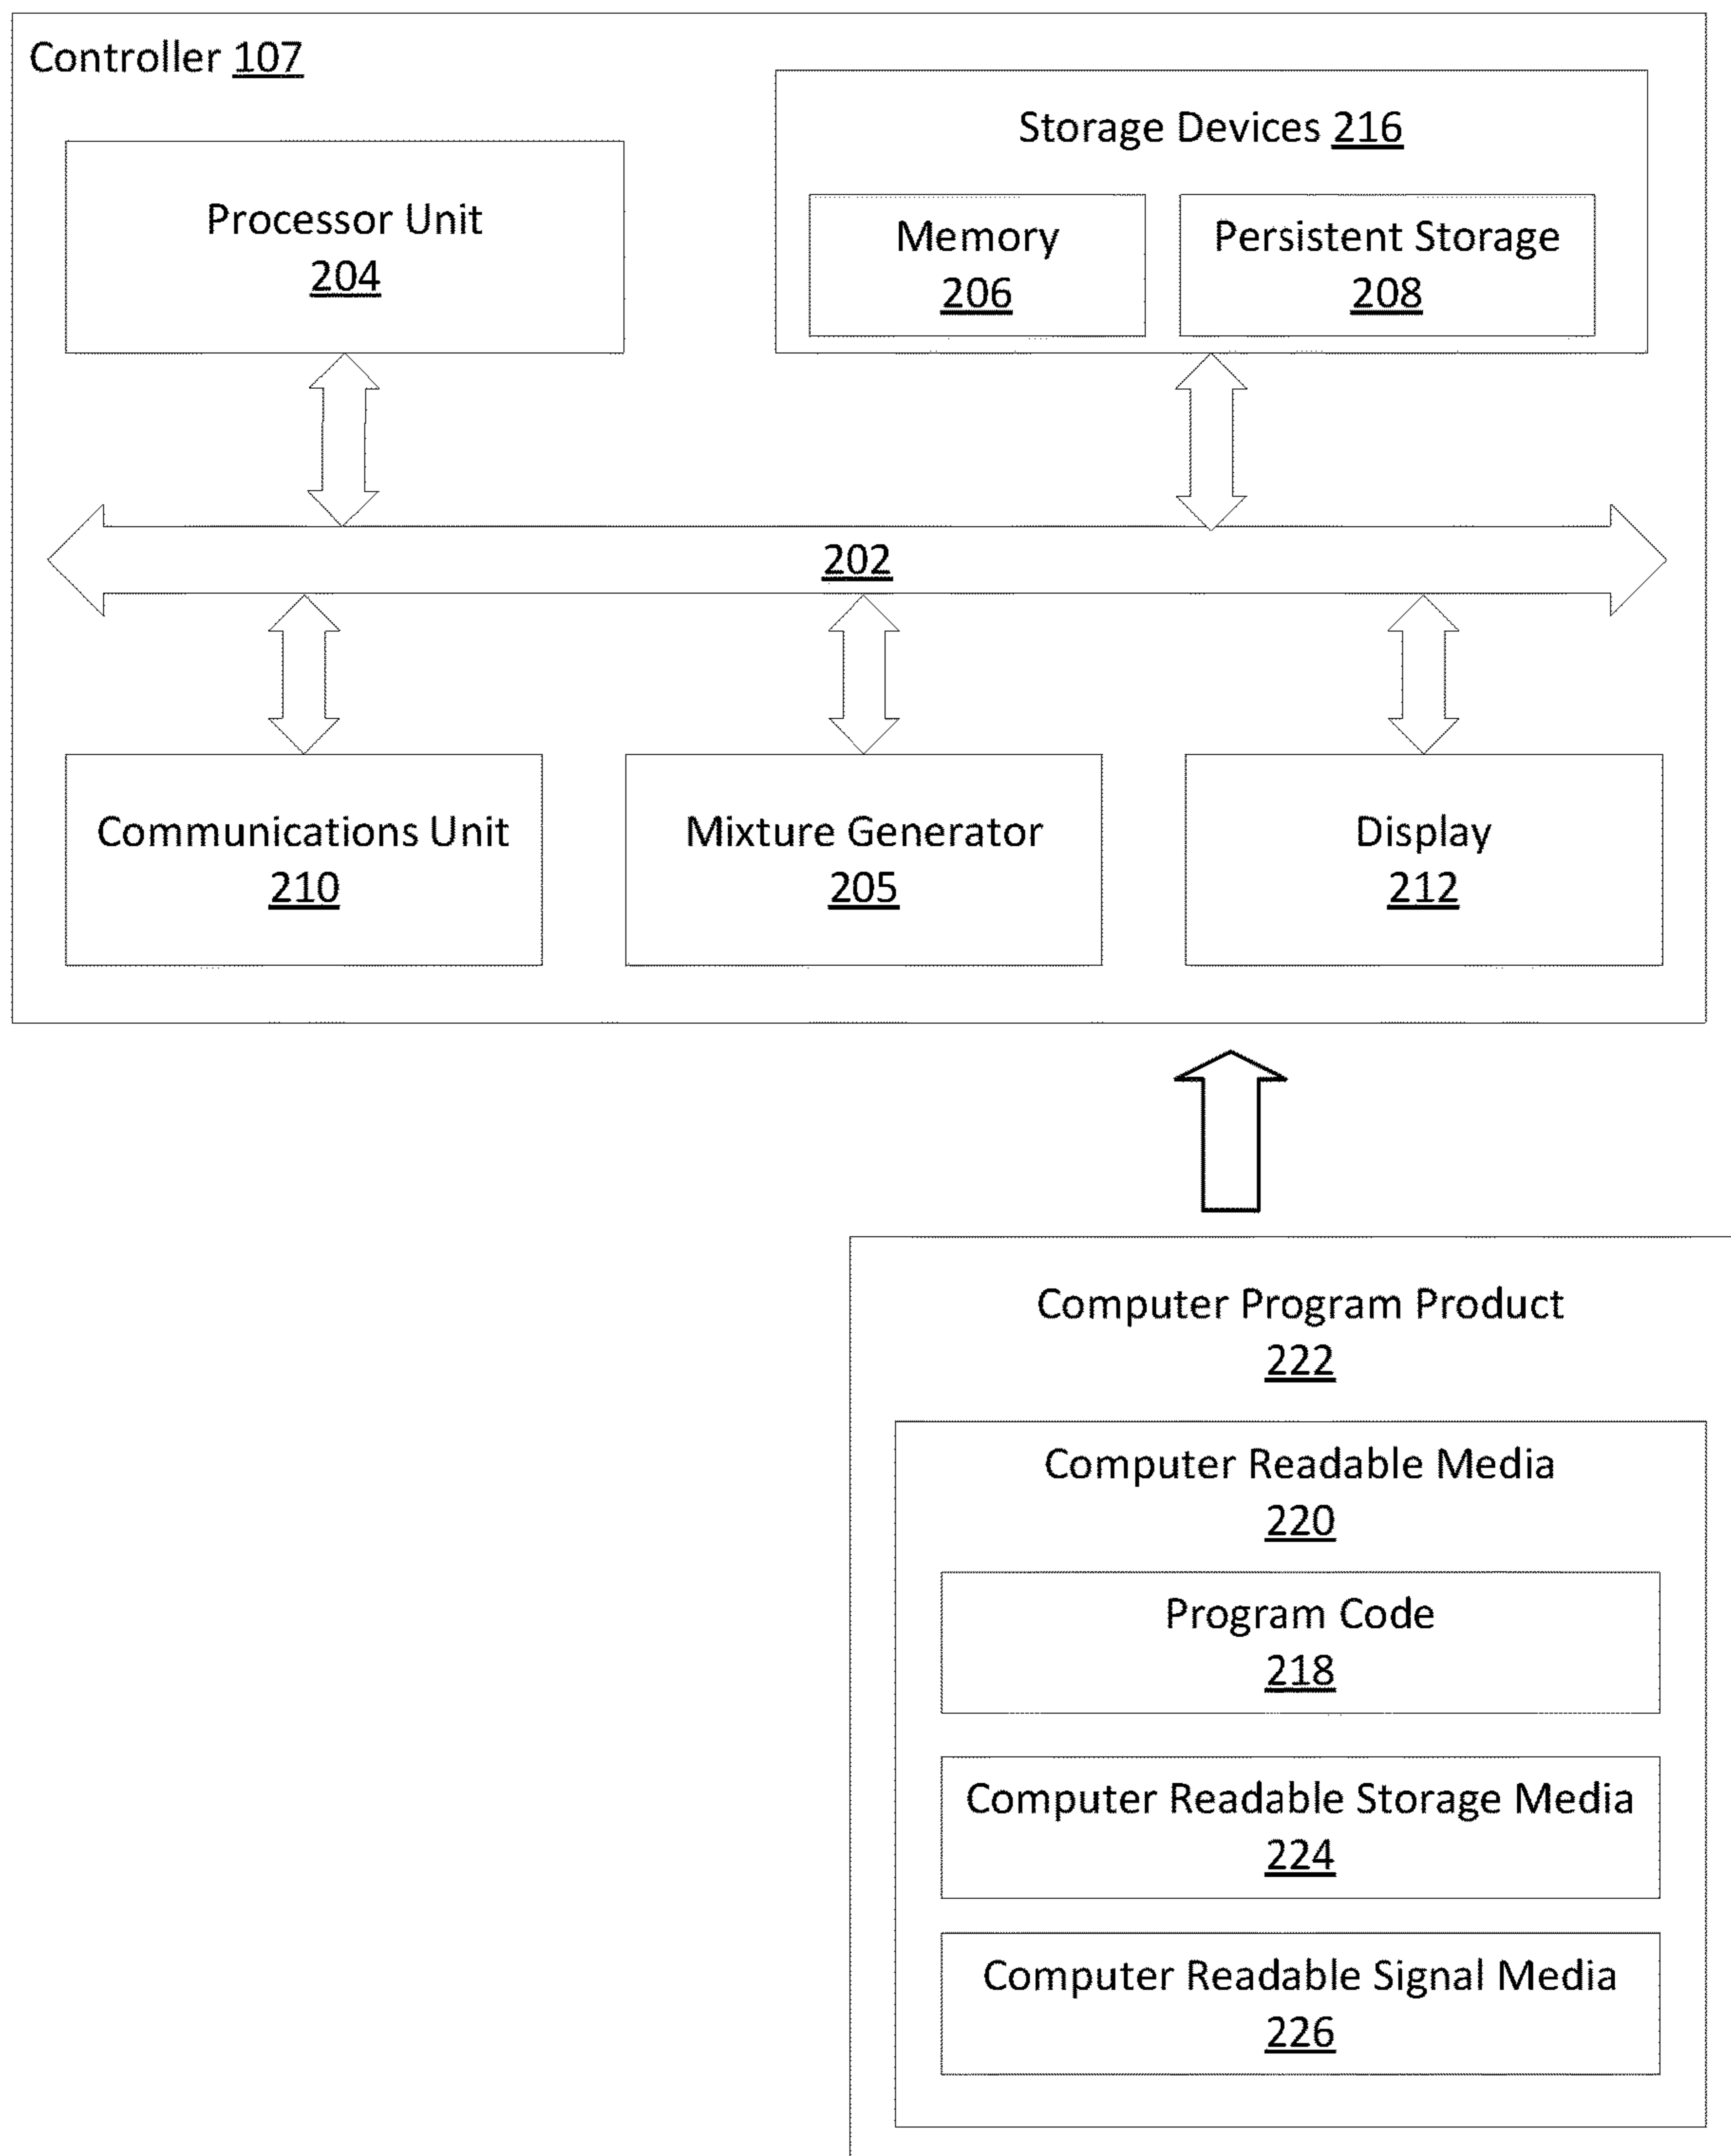 Controller 107
Storage Devices 216
Processor Unit
204
Memory
206
Persistent Storage
208
202
Communications Unit
210
Mixture Generator
205
Display
212
Computer Program Product
222
Computer Readable Media
220
Program Code
218
Computer Readable Storage Media
224
Computer Readable Signal Media
226